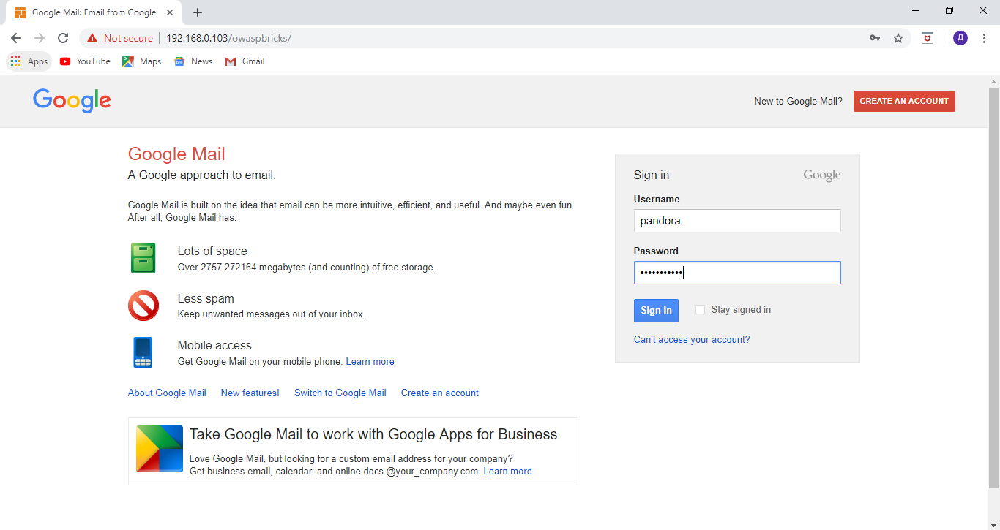 Google Mail: Email from Google
Not secure
192.168.0.103/owaspbricks/
Д
Apps
YouTube
Maps
News
Gmail
Google
New to Google Mail?
CREATE AN ACCOUNT
Google Mail
A Google approach to email.
Google Mail is built on the idea that email can be more intuitive, efficient, and useful. And maybe even fun.
After all, Google Mail has:
Lots of space
Over 2757.272164 megabytes (and counting) of free storage.
Less spam
Keep unwanted messages out of your inbox.
Mobile access
Get Google Mail on your mobile phone. Learn more
About Google Mail
New features!
Switch to Google Mail
Create an account
Take Google Mail to work with Google Apps for Business
Love Google Mail, but looking for a custom email address for your company?
Get business email, calendar, and online docs @your_company.com. Learn more
Sign in
Google
Username
pandora
Password
•••••••••••
Sign in
Stay signed in
Can't access your account?